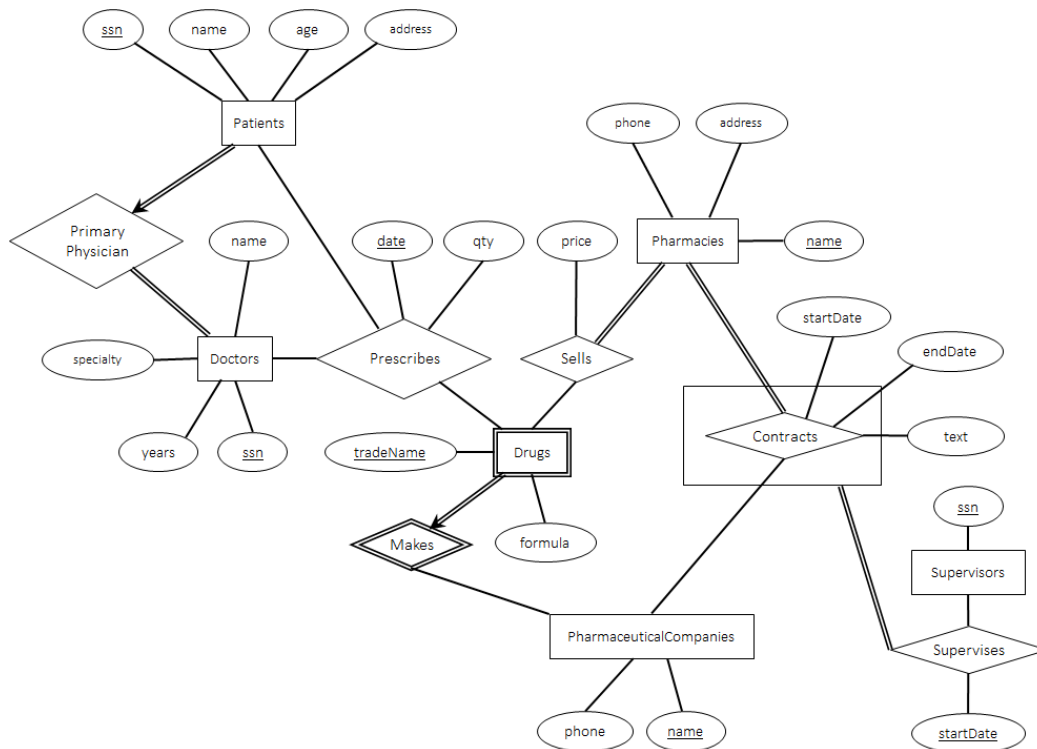 ssn
name
age
address
Patients
phone
address
Primary
Physician
name
date
qty
price
Pharmacies
name
startDate
endDate
specialty
Doctors
Prescribes
Sells
Contracts
text
years
ssn
tradeName
Drugs
ssn
Makes
formula
Supervisors
PharmaceuticalCompanies
Supervises
phone
name
startDate